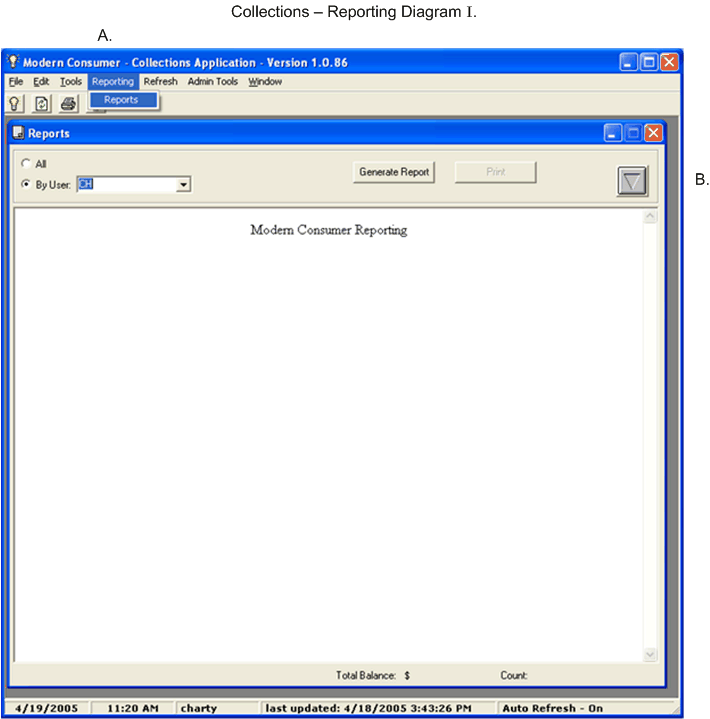 Collections – Reporting Diagram I.
A.
Modern Consumer - Collections Application - Version 1.0.86
File Edit Tools Reporting Refresh Admin Tools Window
Reports
Reports
All
By User: CH
Generate Report Print
B.
Modern Consumer Reporting
Total Balance: $ Count:
4/19/2005 11:20 AM charty last updated: 4/18/2005 3:43:26 PM Auto Refresh - On